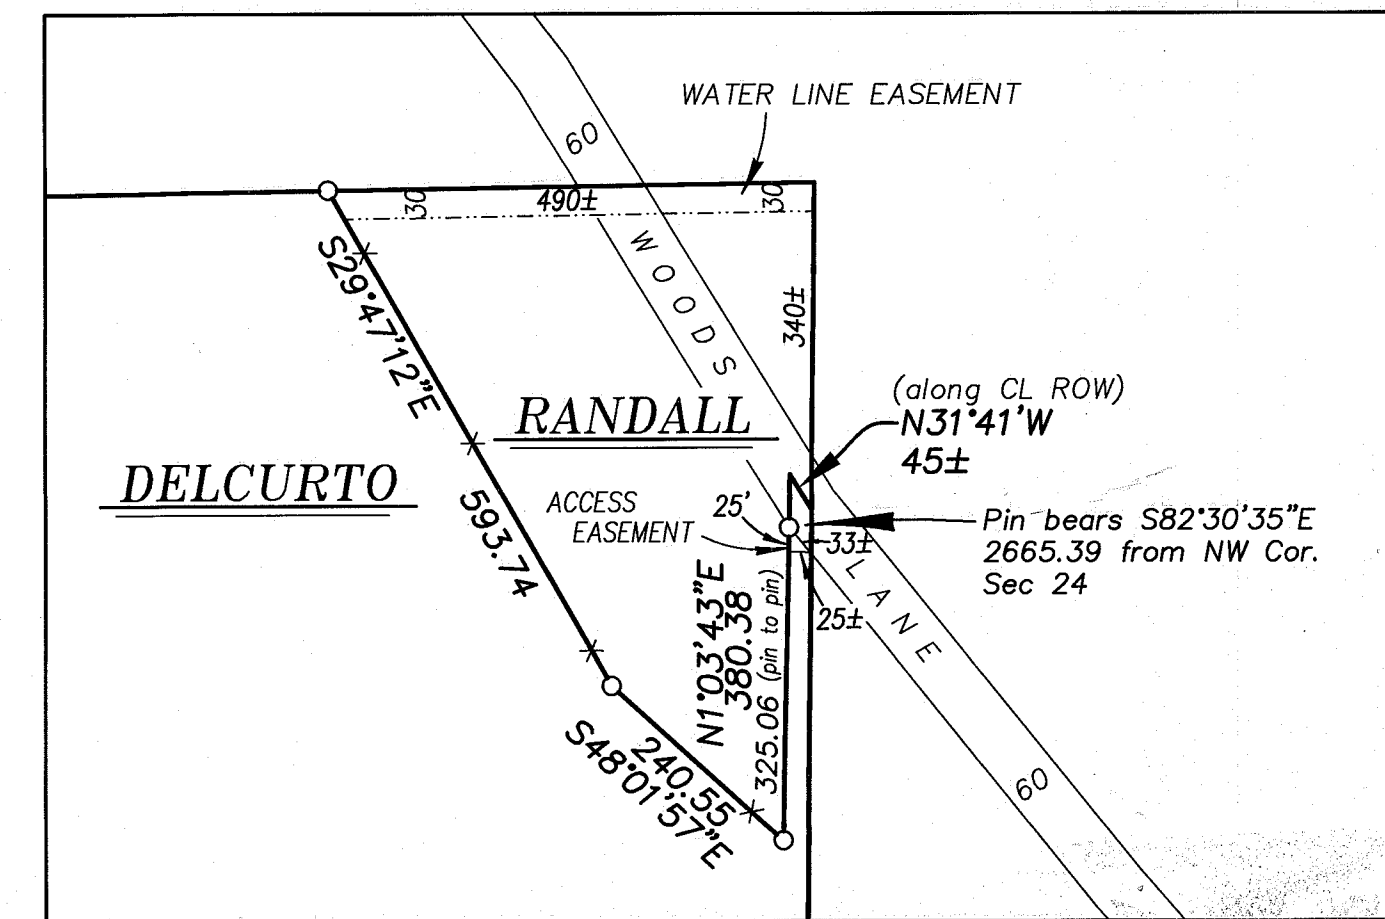 WATER LINE EASEMENT
60
30
490±
30
S29°47'12"E
WOODS
340±
(along CL ROW)
N31°41'W
45±
RANDALL
DELCURTO
593.74
ACCESS
EASEMENT
25'
33±
Pin bears S82°30'35"E
2665.39 from NW Cor.
Sec 24
LANE
25±
N1°03'43"E
380.38
325.06 (pin to pin)
240.55
S48°01'57"E
60